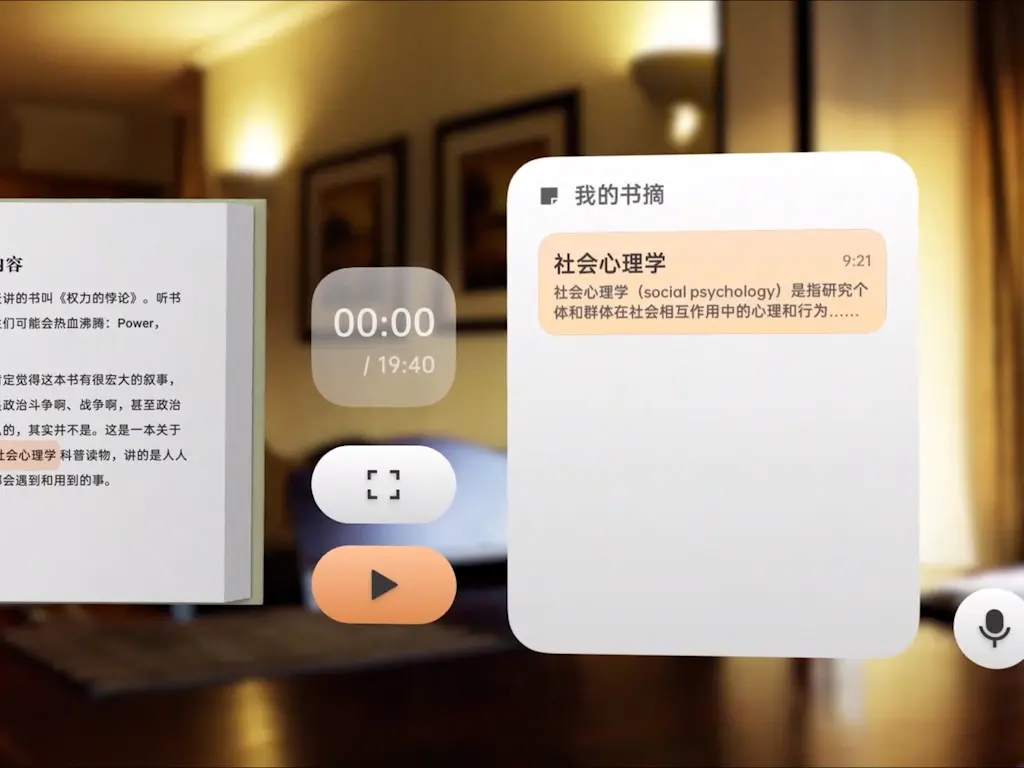 内容
讲的书叫《权力的悖论》。听书
们可能会热血沸腾：Power，
定觉得这本书有很宏大的叙事，
政治斗争啊、战争啊，甚至政治
的，其实并不是。这是一本关于
社会心理学科普读物，讲的是人人
会遇到和用到的事。
00:00
/ 19:40
我的书摘
社会心理学
9:21
社会心理学（social psychology）是指研究个
体和群体在社会相互作用中的心理和行为……